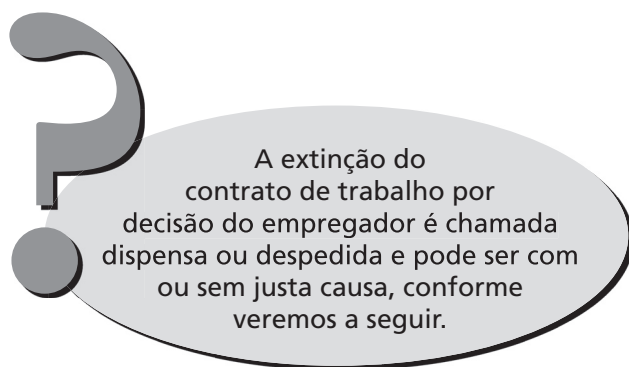 A extinção do
contrato de trabalho por
decisão do empregador é chamada
dispensa ou despedida e pode ser com
ou sem justa causa, conforme
veremos a seguir.